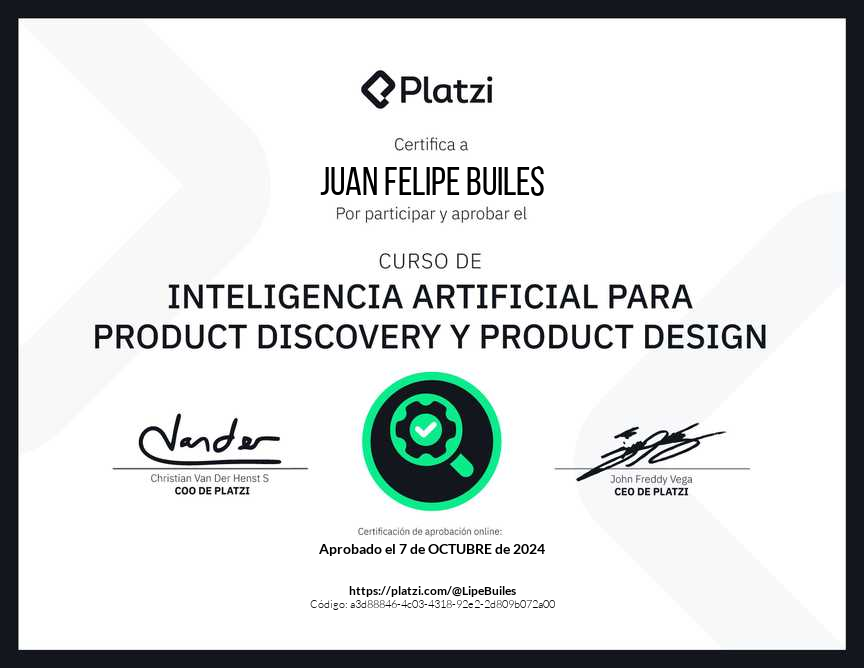 Platzi
Certifica a
JUAN FELIPE BUILES
Por participar y aprobar el
CURSO DE
INTELIGENCIA ARTIFICIAL PARA
PRODUCT DISCOVERY Y PRODUCT DESIGN
Vander
Christian Van Der Henst S
COO DE PLATZI
John Freddy Vega
CEO DE PLATZI
Certificación de aprobación online:
Aprobado el 7 de OCTUBRE de 2024
https://platzi.com/@LipeBuiles
Código: a3d88846-4c03-4318-92e2-2d809b072a00